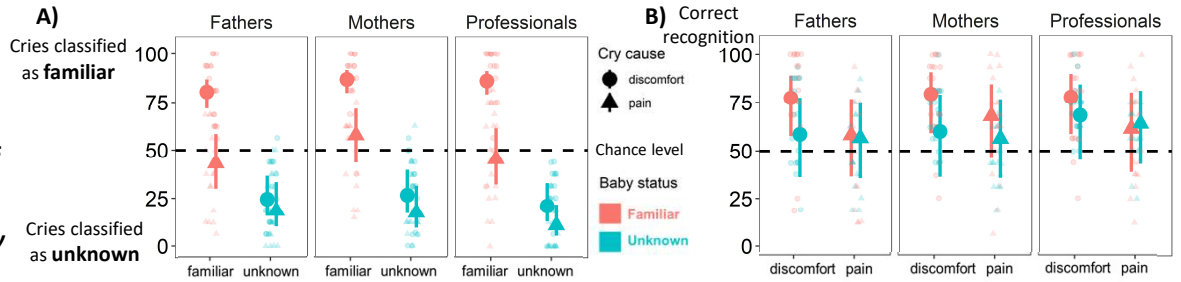 A)
Fathers
Mothers
Professionals
Cries classified
as familiar
100
75
50
25
0
Cries classified
as unknown
familiar
unknown
familiar
unknown
familiar
unknown
Cry cause
discomfort
pain
Chance level
Baby status
Familiar
Unknown
B)
Correct
recognition
Fathers
Mothers
Professionals
100
75
50
25
0
discomfort
pain
discomfort
pain
discomfort
pain